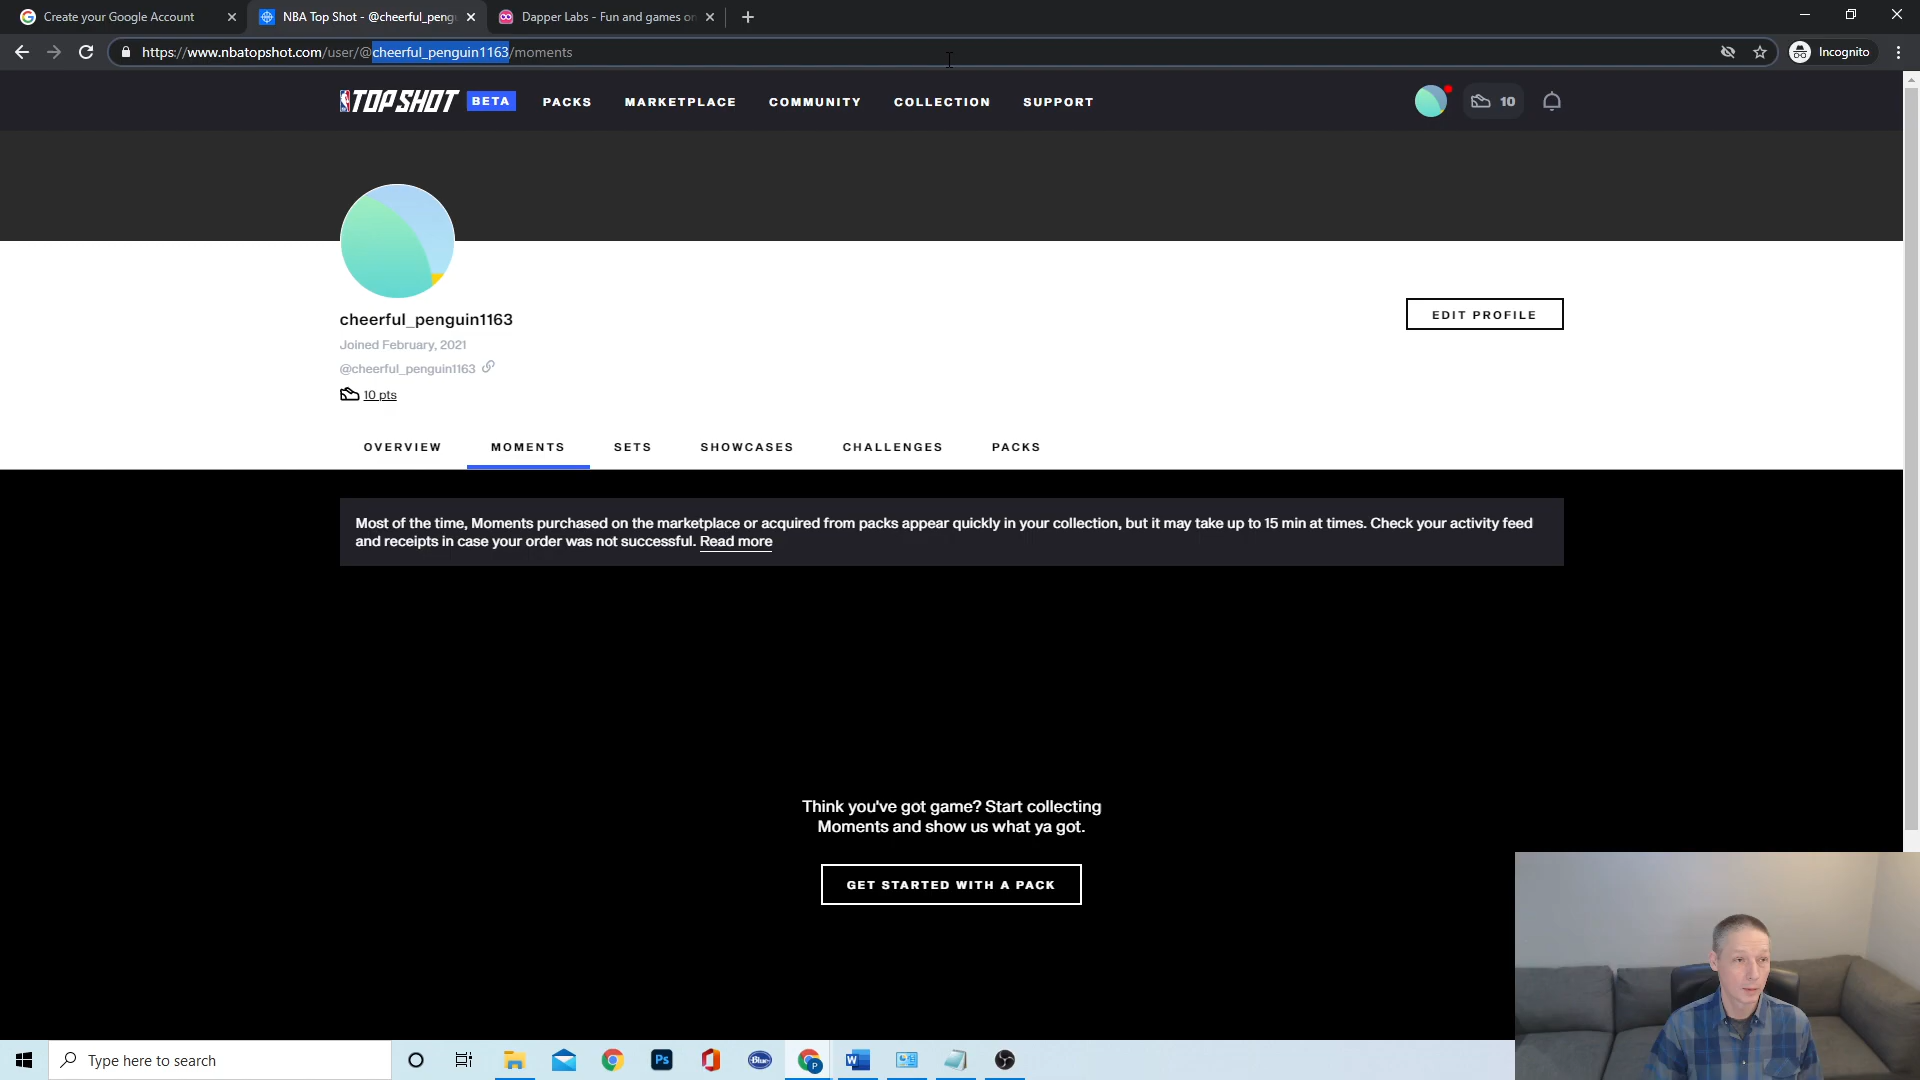 Create your Google Account
NBA Top Shot - @cheerful_peng
Dapper Labs - Fun and games on
https://www.nbatopshot.com/user/@cheerful_penguin1163/moments
Incognito
TOP SHOT BETA PACKS MARKETPLACE COMMUNITY COLLECTION SUPPORT
10
cheerful_penguin1163
Joined February, 2021
@cheerful_penguin1163
10 pts
EDIT PROFILE
OVERVIEW MOMENTS SETS SHOWCASES CHALLENGES PACKS
Most of the time, Moments purchased on the marketplace or acquired from packs appear quickly in your collection, but it may take up to 15 min at times. Check your activity feed
and receipts in case your order was not successful. Read more
Think you've got game? Start collecting
Moments and show us what ya got.
GET STARTED WITH A PACK
Type here to search
Ps
Blue
P
W